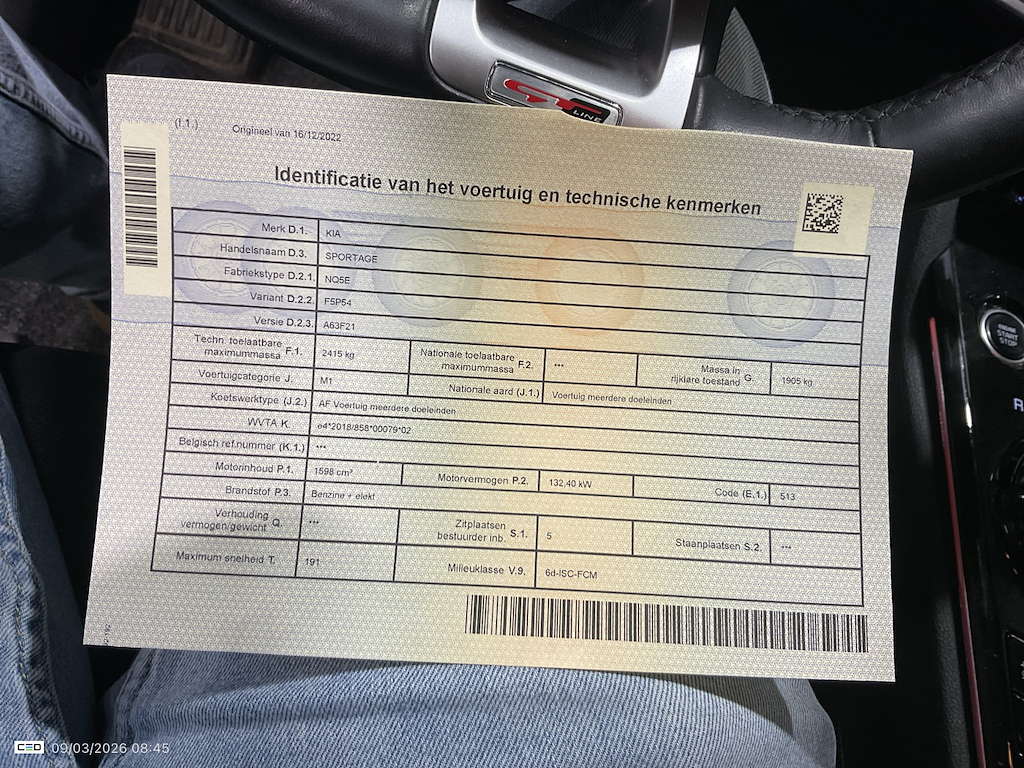 GT LINE
(I.1.) Origineel van 16/12/2022
Identificatie van het voertuig en technische kenmerken
Merk D.1. KIA
Handelsnaam D.3. SPORTAGE
Fabriekstype D.2.1. NQ5E
Variant D.2.2. F5P54
Versie D.2.3. A63F21
Techn. toelaatbare maximummassa F.1. 2415 kg Nationale toelaatbare maximummassa F.2. --- Massa in rijklare toestand G. 1905 kg
Voertuigcategorie J. M1 Nationale aard (J.1.) Voertuig meerdere doeleinden
Koetswerktype (J.2.) AF Voertuig meerdere doeleinden
WVTA K. e4*2018/858*00079*02
Belgisch ref.nummer (K.1.) ---
Motorinhoud P.1. 1598 cm³ Motorvermogen P.2. 132,40 kW Code (E.1.) 513
Brandstof P.3. Benzine + elekt
Verhouding vermogen/gewicht Q. --- Zitplaatsen bestuurder inb. S.1. 5 Staanplaatsen S.2. ---
Maximum snelheid T. 191 Milieuklasse V.9. 6d-ISC-FCM
ENGINE
START
STOP
R
CEO 09/03/2026 08:45